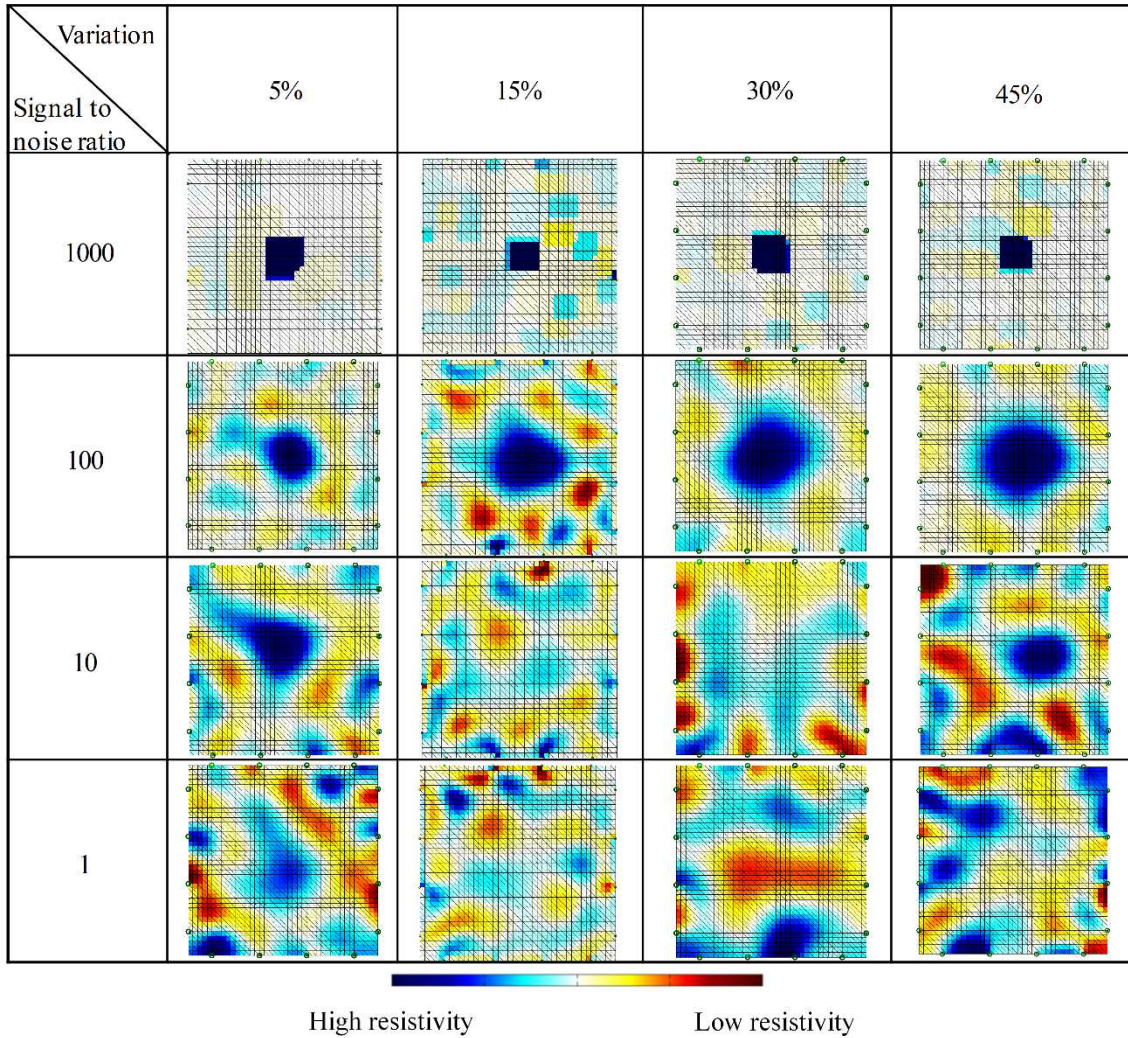 Variation
Signal to
noise ratio
5%
15%
30%
45%
1000
100
10
1
High resistivity
Low resistivity